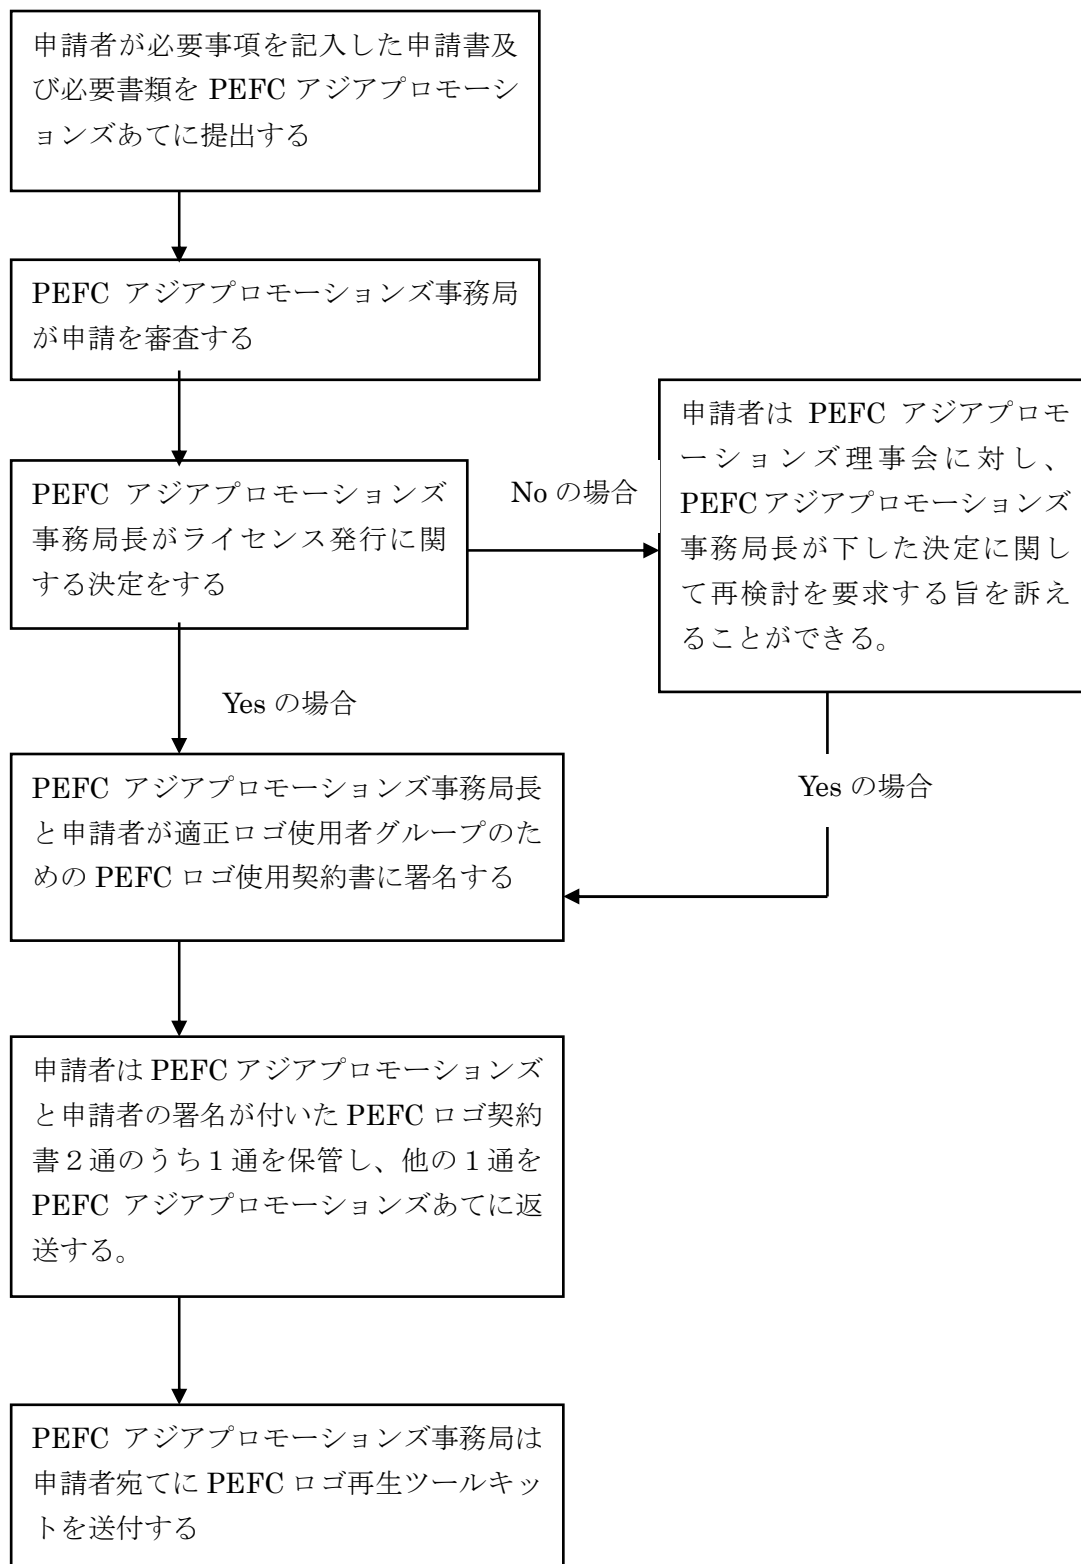 申請者が必要事項を記入した申請書及
び必要書類を PEFC アジアプロモーシ
ョンズあてに提出する
PEFC アジアプロモーションズ事務局
が申請を審査する
PEFC アジアプロモーションズ
事務局長がライセンス発行に関
する決定をする
No の場合
申請者は PEFC アジアプロモ
ーションズ理事会に対し、
PEFC アジアプロモーションズ
事務局長が下した決定に関し
て再検討を要求する旨を訴え
ることができる。
Yes の場合
Yes の場合
PEFC アジアプロモーションズ事務局長
と申請者が適正ロゴ使用者グループのた
めの PEFC ロゴ使用契約書に署名する
申請者は PEFC アジアプロモーションズ
と申請者の署名が付いた PEFC ロゴ契約
書２通のうち１通を保管し、他の１通を
PEFC アジアプロモーションズあてに返
送する。
PEFC アジアプロモーションズ事務局は
申請者宛てに PEFC ロゴ再生ツールキッ
トを送付する